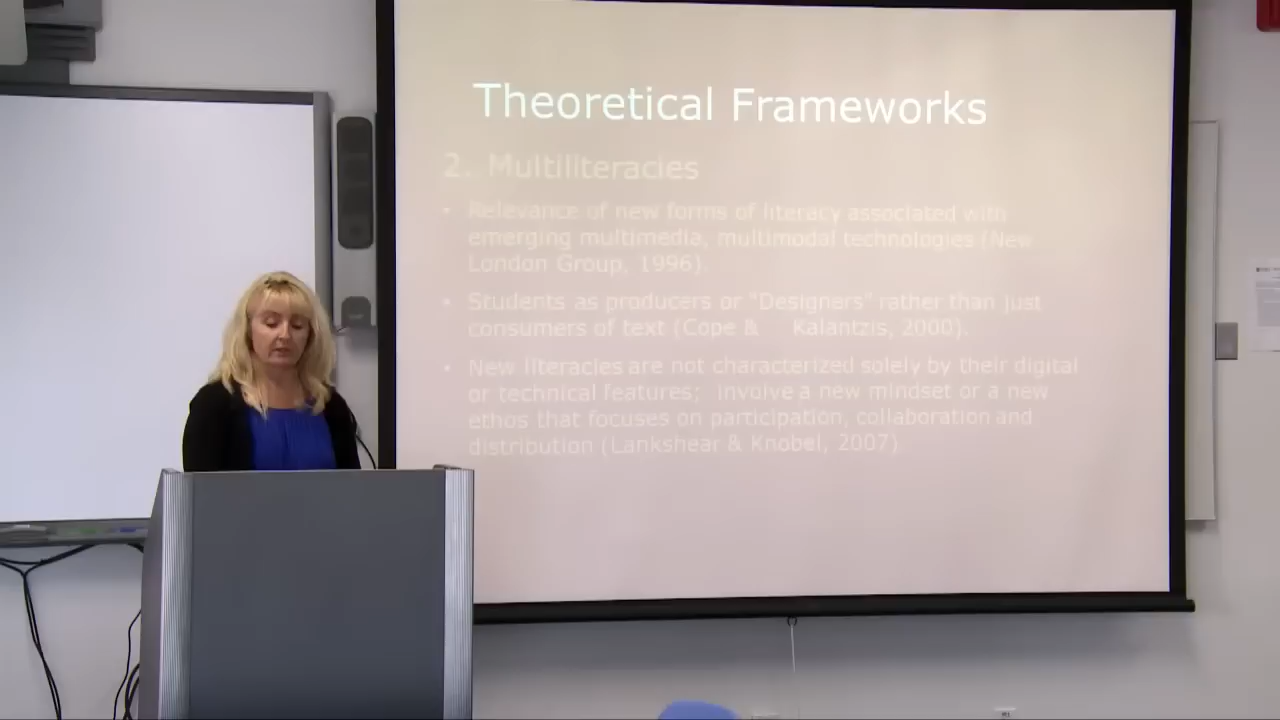 Theoretical Frameworks
2. Multiliteracies
• Relevance of new forms of literacy associated with
emerging multimedia, multimodal technologies (New
London Group, 1996).
• Students as producers or "Designers" rather than just
consumers of text (Cope & Kalantzis, 2000).
• New literacies are not characterized solely by their digital
or technical features; involve a new mindset or a new
ethos that focuses on participation, collaboration and
distribution (Lankshear & Knobel, 2007).